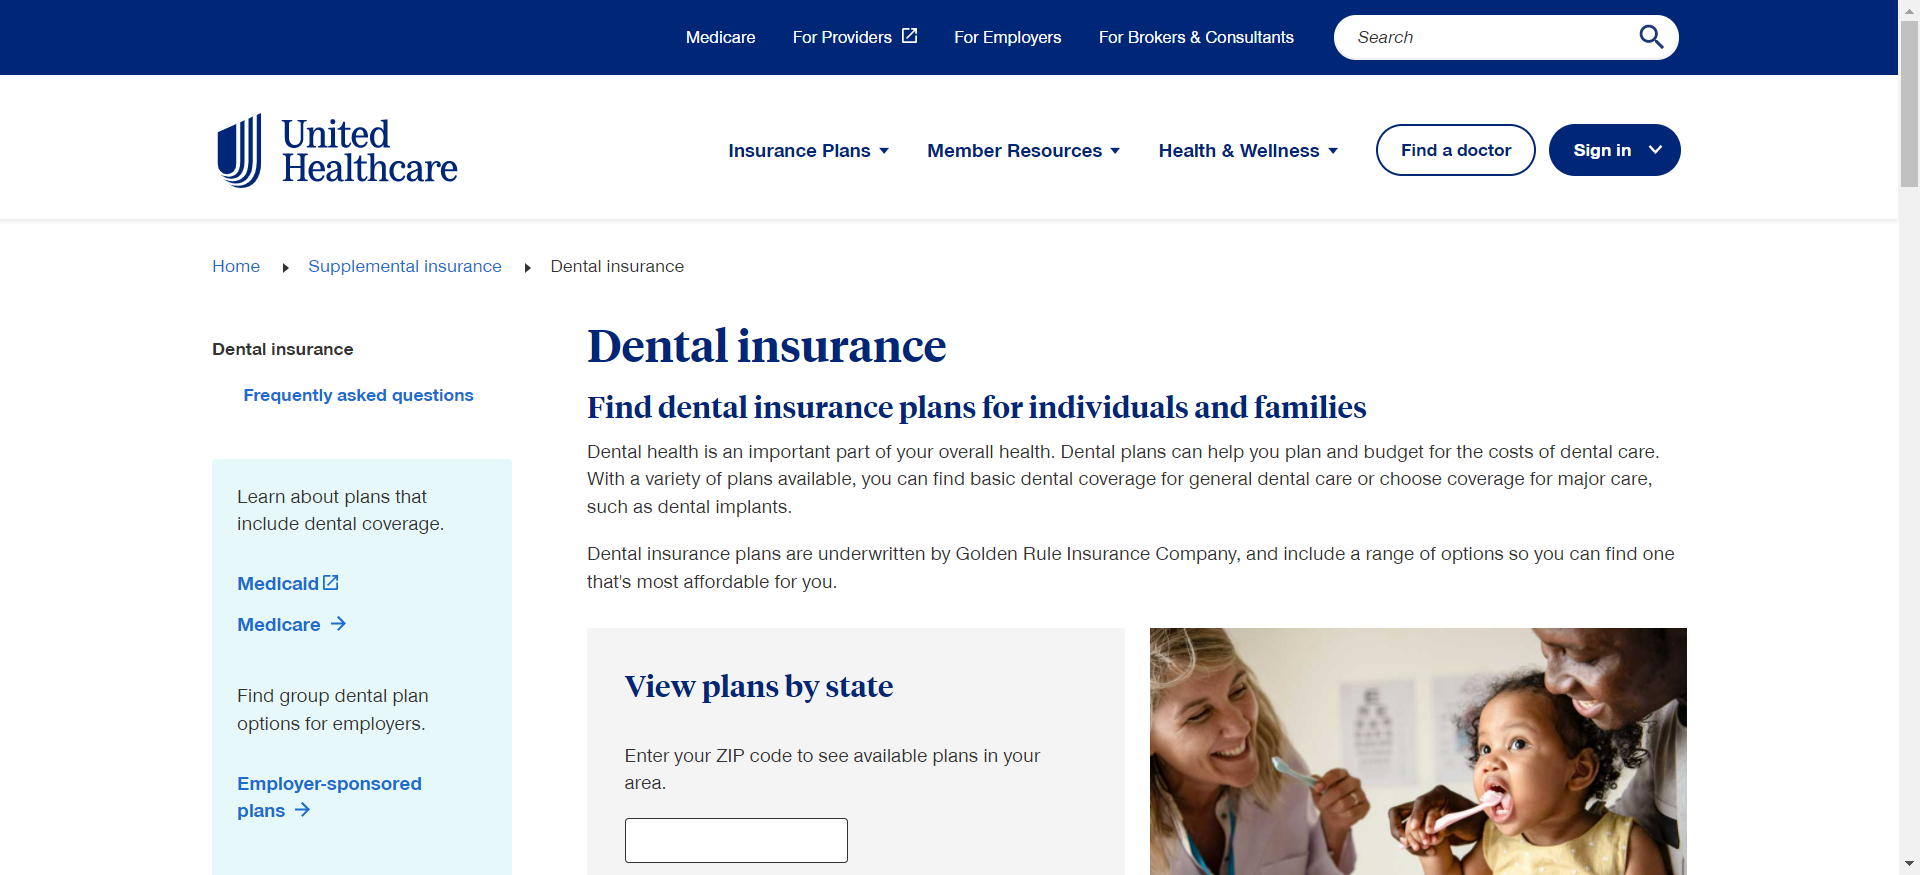 Medicare
For Providers
For Employers
For Brokers & Consultants
Search
United
Healthcare
Insurance Plans
Member Resources
Health & Wellness
Find a doctor
Sign in
Home
Supplemental insurance
Dental insurance
Dental insurance
Frequently asked questions
Learn about plans that
include dental coverage.
Medicaid
Medicare
Find group dental plan
options for employers.
Employer-sponsored
plans
Dental insurance
Find dental insurance plans for individuals and families
Dental health is an important part of your overall health. Dental plans can help you plan and budget for the costs of dental care.
With a variety of plans available, you can find basic dental coverage for general dental care or choose coverage for major care,
such as dental implants.
Dental insurance plans are underwritten by Golden Rule Insurance Company, and include a range of options so you can find one
that's most affordable for you.
View plans by state
Enter your ZIP code to see available plans in your
area.